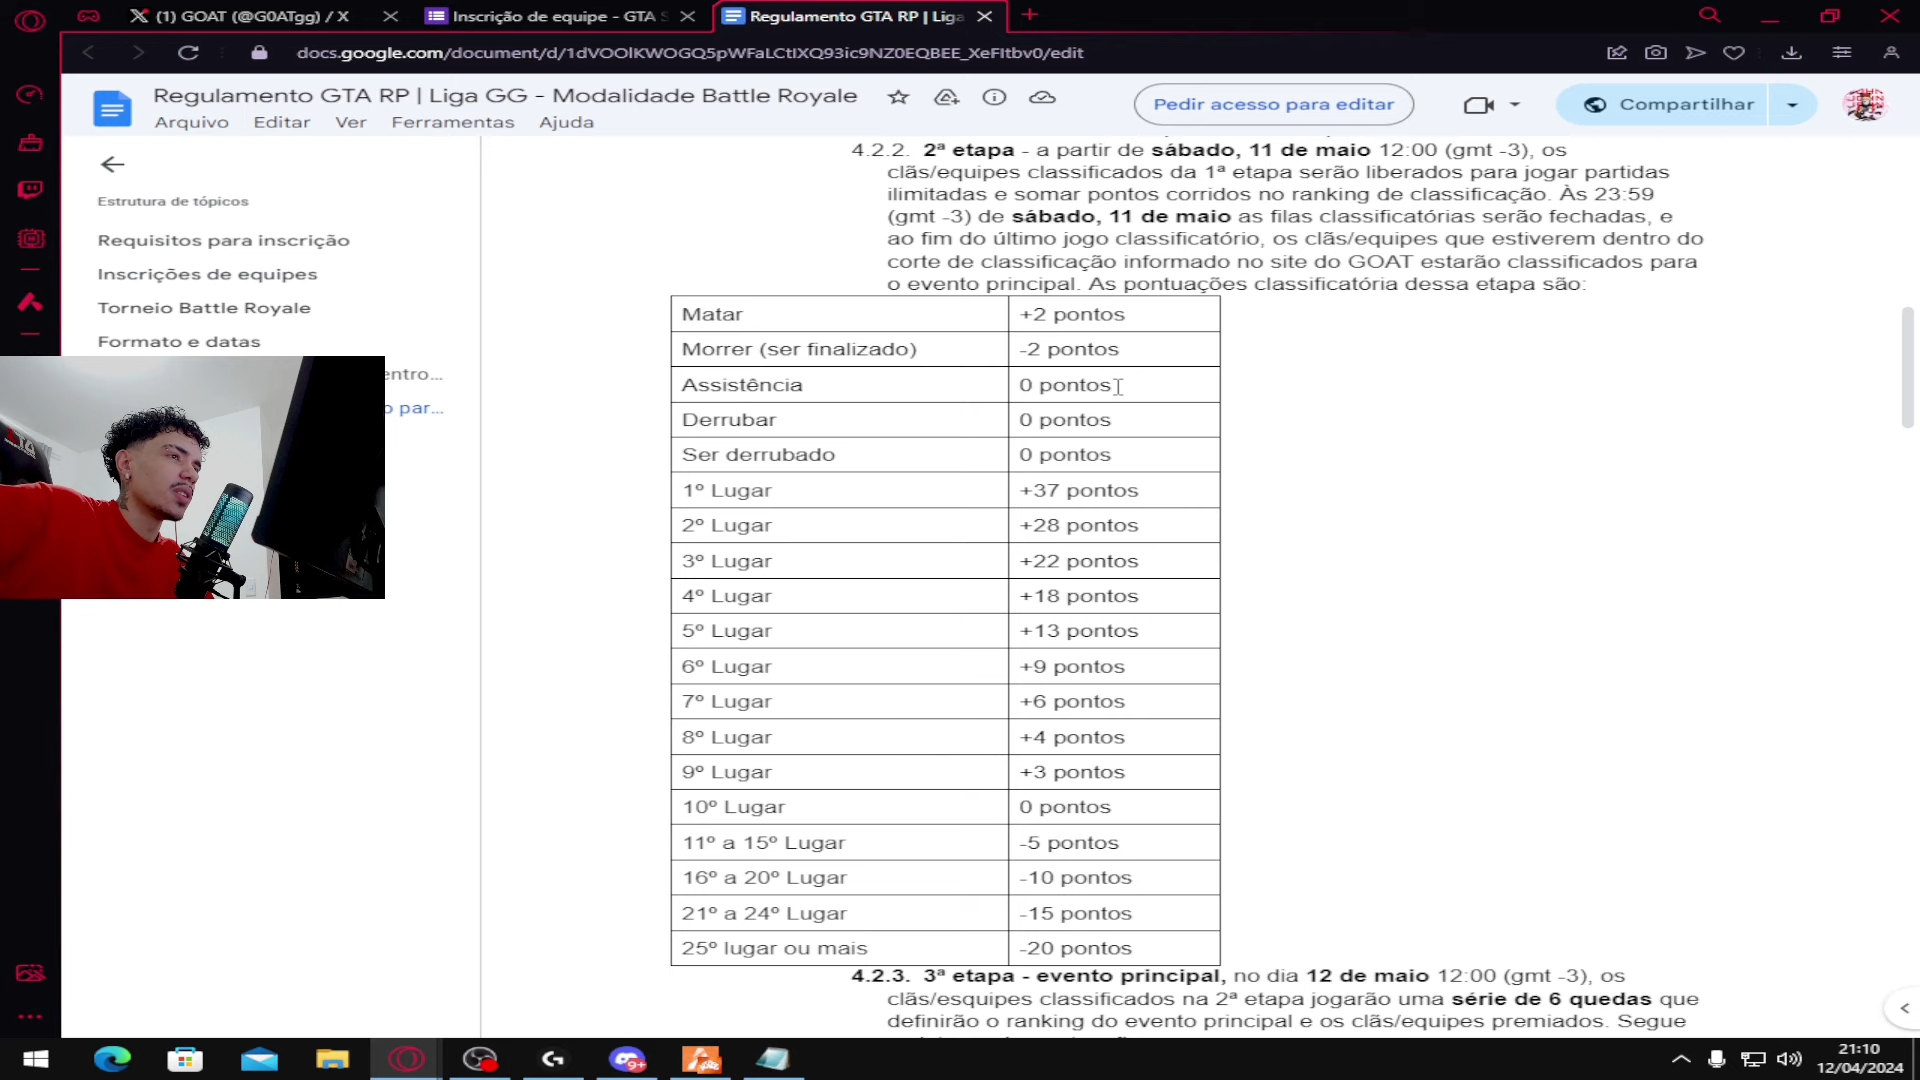 (1) GOAT (@G0ATgg) / X
Inscrição de equipe - GTA S
Regulamento GTA RP | Liga
docs.google.com/document/d/1dVOOlKWOGQ5pWFaLCtIXQ93ic9NZ0EQBEE_XeFItbv0/edit
Regulamento GTA RP | Liga GG - Modalidade Battle Royale
Pedir acesso para editar
Compartilhar
Arquivo Editar Ver Ferramentas Ajuda
Estrutura de tópicos
Requisitos para inscrição
Inscrições de equipes
Torneio Battle Royale
Formato e datas
entro...
o par...
4.2.2. 2ª etapa - a partir de sábado, 11 de maio 12:00 (gmt -3), os
clãs/equipes classificados da 1ª etapa serão liberados para jogar partidas
ilimitadas e somar pontos corridos no ranking de classificação. Às 23:59
(gmt -3) de sábado, 11 de maio as filas classificatórias serão fechadas, e
ao fim do último jogo classificatório, os clãs/equipes que estiverem dentro do
corte de classificação informado no site do GOAT estarão classificados para
o evento principal. As pontuações classificatória dessa etapa são:
Matar +2 pontos
Morrer (ser finalizado) -2 pontos
Assistência 0 pontos
Derrubar 0 pontos
Ser derrubado 0 pontos
1º Lugar +37 pontos
2º Lugar +28 pontos
3º Lugar +22 pontos
4º Lugar +18 pontos
5º Lugar +13 pontos
6º Lugar +9 pontos
7º Lugar +6 pontos
8º Lugar +4 pontos
9º Lugar +3 pontos
10º Lugar 0 pontos
11º a 15º Lugar -5 pontos
16º a 20º Lugar -10 pontos
21º a 24º Lugar -15 pontos
25º lugar ou mais -20 pontos
4.2.3. 3ª etapa - evento principal, no dia 12 de maio 12:00 (gmt -3), os
clãs/esquipes classificados na 2ª etapa jogarão uma série de 6 quedas que
definirão o ranking do evento principal e os clãs/equipes premiados. Segue
9+
21:10
12/04/2024